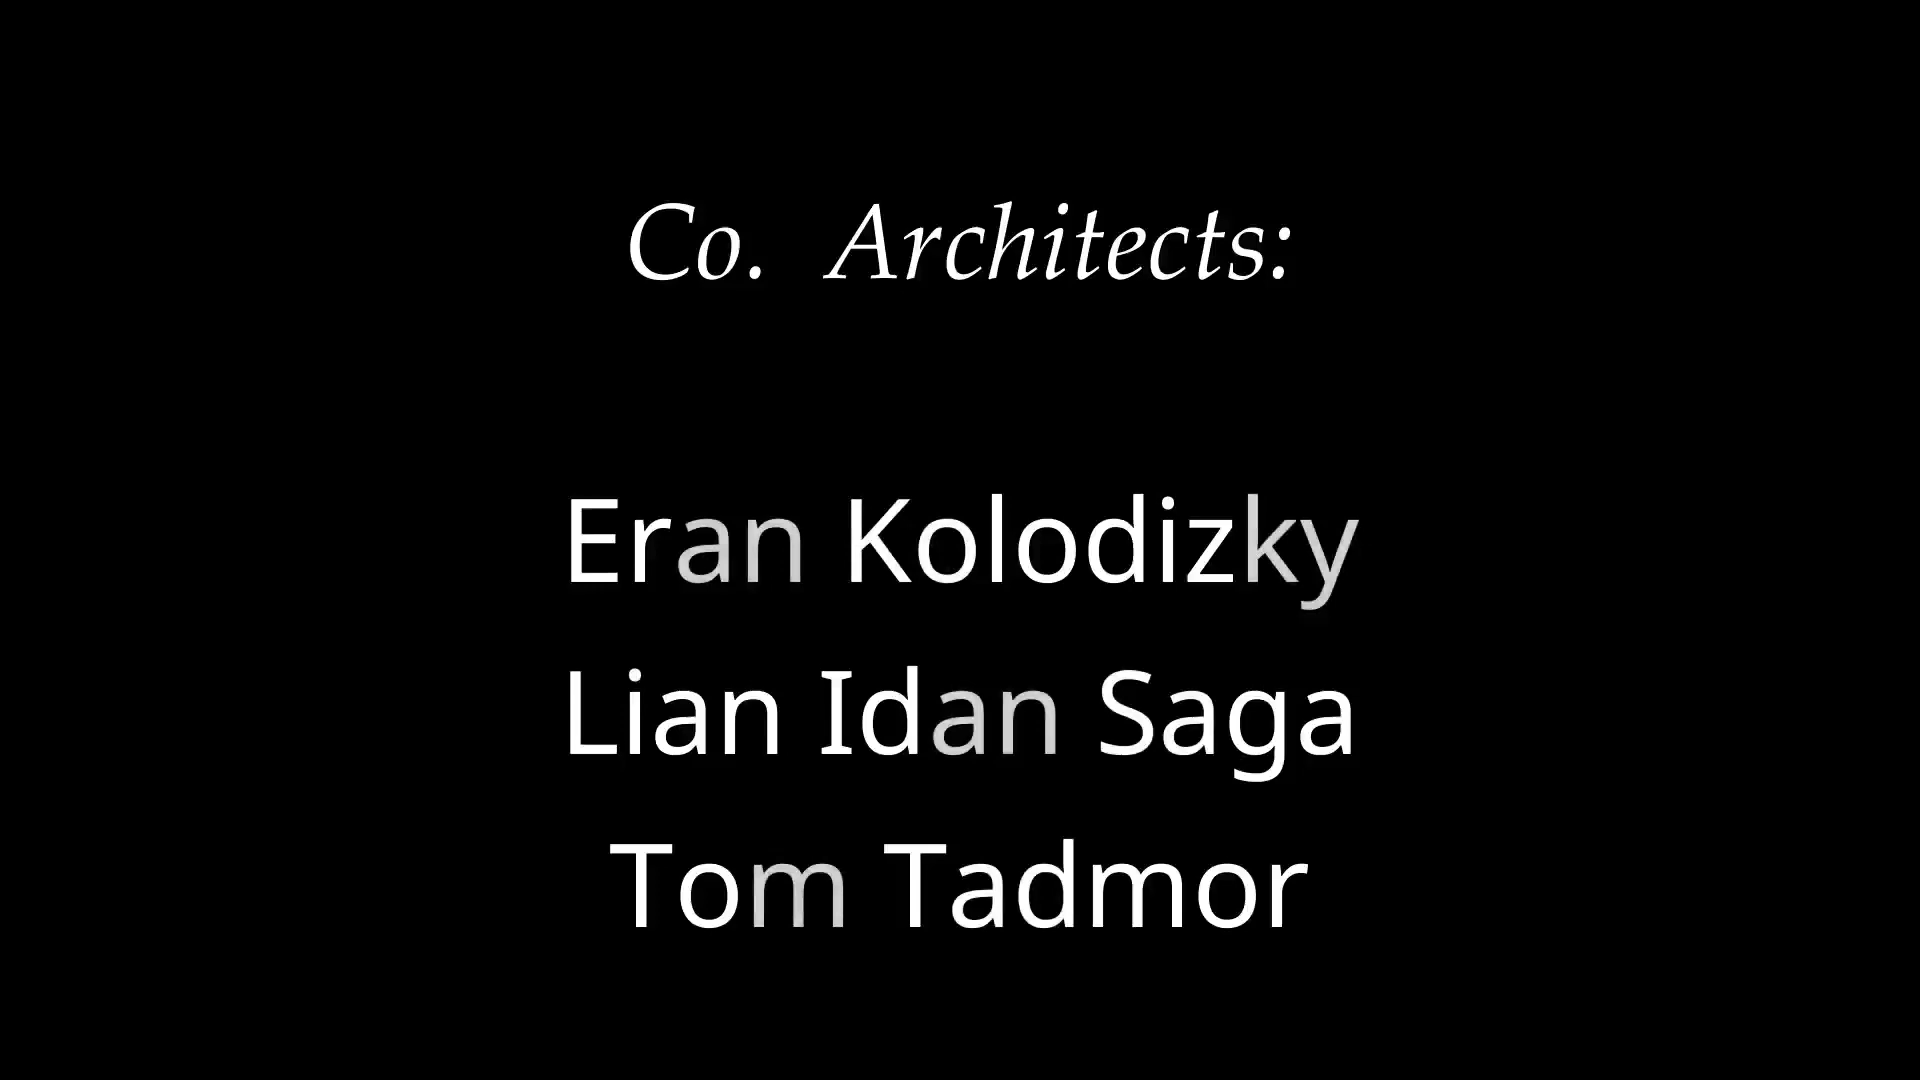 Co. Architects:
Eran Kolodizky
Lian Idan Saga
Tom Tadmor